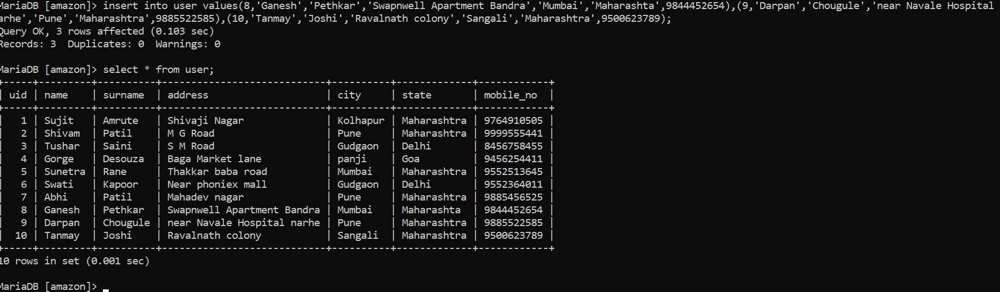 MariaDB [amazon]> insert into user values(8,'Ganesh','Pethkar','Swapnwell Apartment Bandra','Mumbai','Maharashta',9844452654),(9,'Darpan','Chougule','near Navale Hospital
arhe','Pune','Maharashtra',9885522585),(10,'Tanmay','Joshi','Ravalnath colony','Sangali','Maharashtra',9500623789);
Query OK, 3 rows affected (0.103 sec)
Records: 3  Duplicates: 0  Warnings: 0

MariaDB [amazon]> select * from user;
+-----+---------+----------+----------------------------+----------+-------------+------------+
| uid | name    | surname  | address                    | city     | state       | mobile_no  |
+-----+---------+----------+----------------------------+----------+-------------+------------+
|   1 | Sujit   | Amrute   | Shivaji Nagar              | Kolhapur | Maharashtra | 9764910505 |
|   2 | Shivam  | Patil    | M G Road                   | Pune     | Maharashtra | 9999555441 |
|   3 | Tushar  | Saini    | S M Road                   | Gudgaon  | Delhi       | 8456758455 |
|   4 | Gorge   | Desouza  | Baga Market lane           | panji    | Goa         | 9456254411 |
|   5 | Sunetra | Rane     | Thakkar baba road          | Mumbai   | Maharashtra | 9552513645 |
|   6 | Swati   | Kapoor   | Near phoniex mall          | Gudgaon  | Delhi       | 9552364011 |
|   7 | Abhi    | Patil    | Mahadev nagar              | Pune     | Maharashtra | 9885456525 |
|   8 | Ganesh  | Pethkar  | Swapnwell Apartment Bandra | Mumbai   | Maharashta  | 9844452654 |
|   9 | Darpan  | Chougule | near Navale Hospital narhe | Pune     | Maharashtra | 9885522585 |
|  10 | Tanmay  | Joshi    | Ravalnath colony           | Sangali  | Maharashtra | 9500623789 |
+-----+---------+----------+----------------------------+----------+-------------+------------+
10 rows in set (0.001 sec)

MariaDB [amazon]>